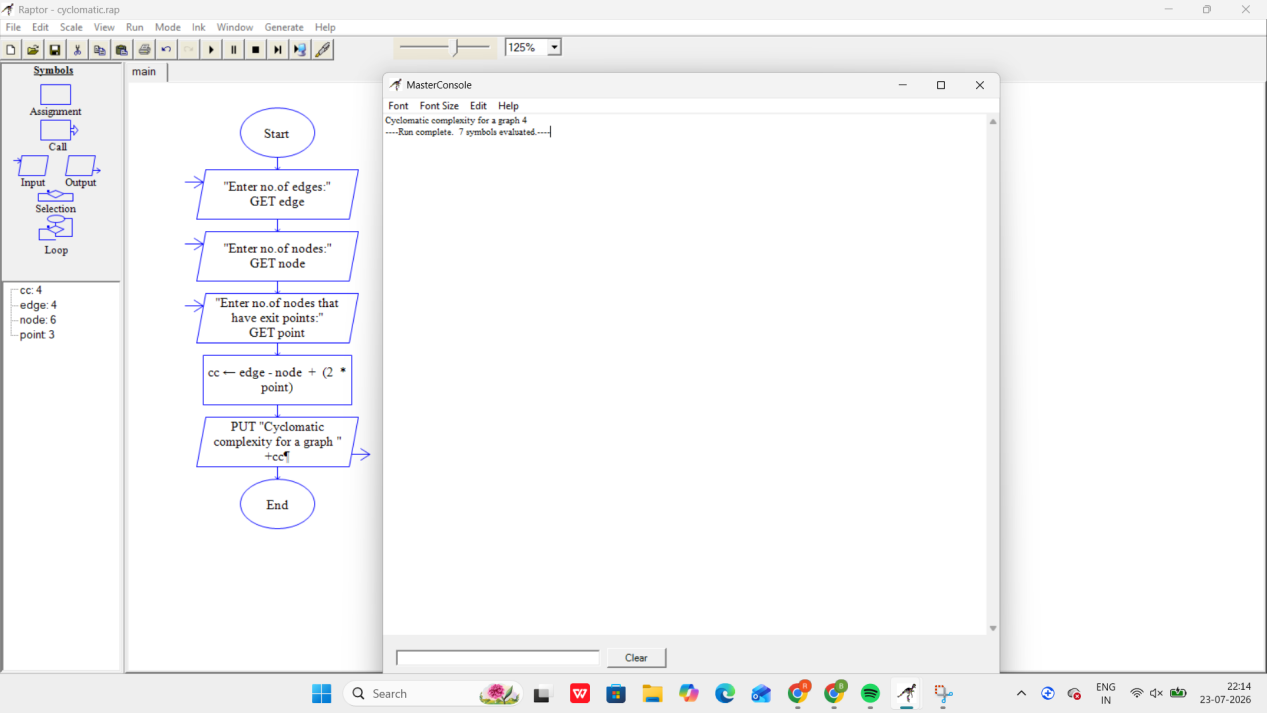 Raptor - cyclomatic.rap
File Edit Scale View Run Mode Ink Window Generate Help
125%
Symbols
Assignment
Call
Input Output
Selection
Loop
cc: 4
edge: 4
node: 6
point: 3
main
Start
"Enter no.of edges:"
GET edge
"Enter no.of nodes:"
GET node
"Enter no.of nodes that
have exit points:"
GET point
cc ← edge - node + (2 *
point)
PUT "Cyclomatic
complexity for a graph "
+cc¶
End
MasterConsole
Font Font Size Edit Help
Cyclomatic complexity for a graph 4
----Run complete. 7 symbols evaluated.----
Clear
Search
W
R
B
ENG
IN
22:14
23-07-2026